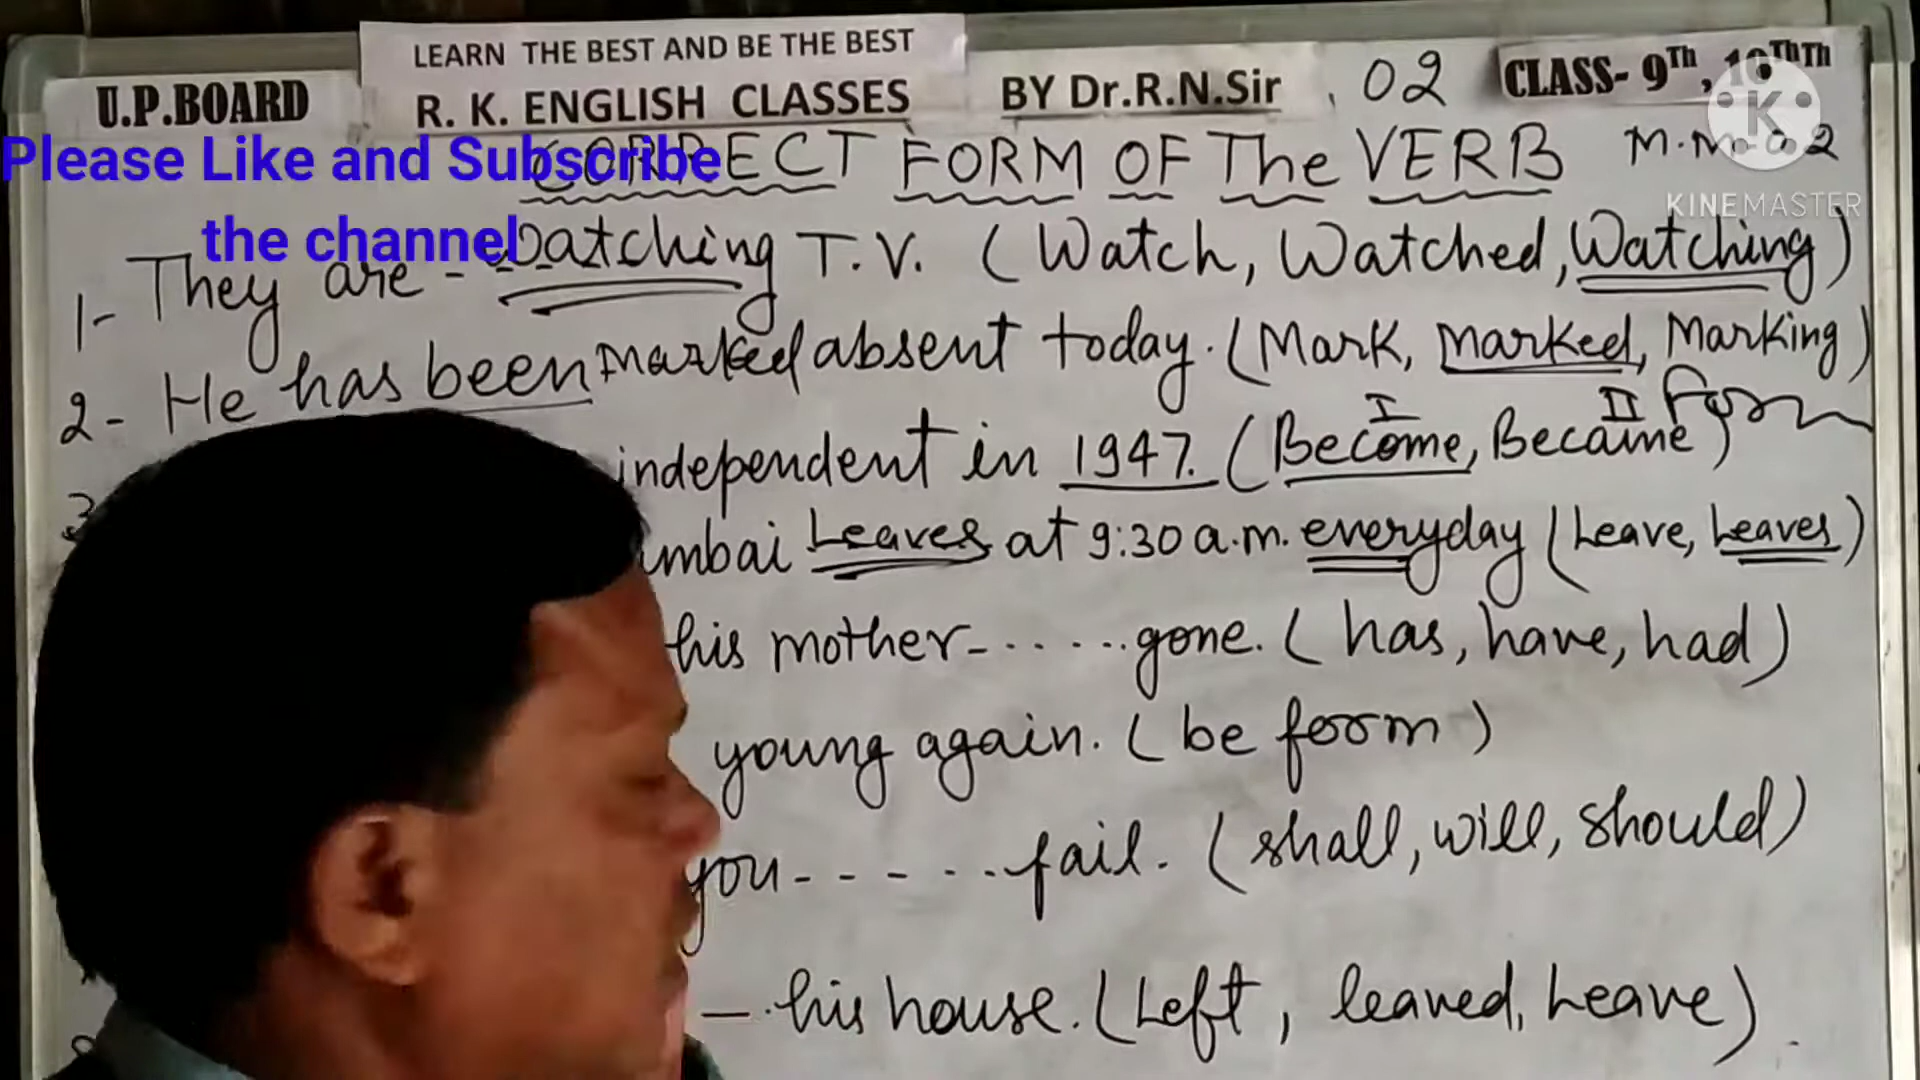 LEARN THE BEST AND BE THE BEST
U.P.BOARD R. K. ENGLISH CLASSES BY Dr.R.N.Sir 02 CLASS- 9TH, 10
Please Like and Subscribe
the channel
CORRECT FORM OF The VERB M.M-02
KINEMASTER
1- They are - Watching T.V. (Watch, Watched, Watching)
2- He has been Marked absent today. (Mark, Marked, Marking)
I II Form
3 independent in 1947. (Become, Became)
Leaves at 9:30 a.m. everyday (Leave, Leaves)
his mother ------ gone. (has, have, had)
young again. (be form)
you ------ fail. (shall, will, should)
his house. (Left, leaved, Leave)